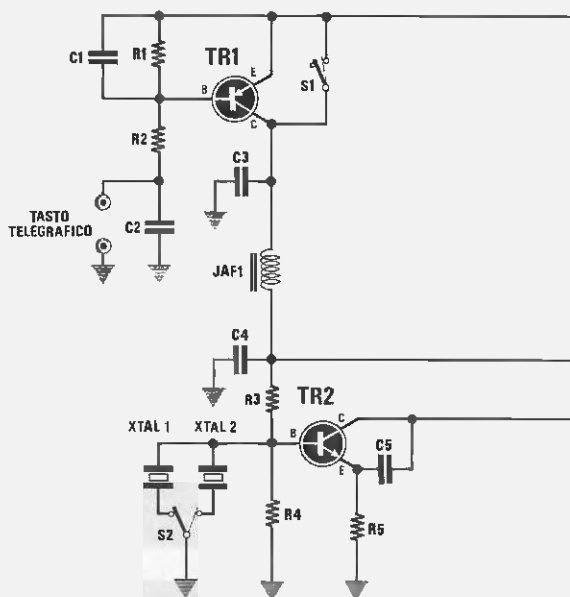 C1
R1
TR1
E
B
C
S1
R2
C3
TASTO
TELEGRAFICO
C2
JAF1
C4
R3
TR2
XTAL 1
XTAL 2
B
C
E
C5
S2
R4
R5